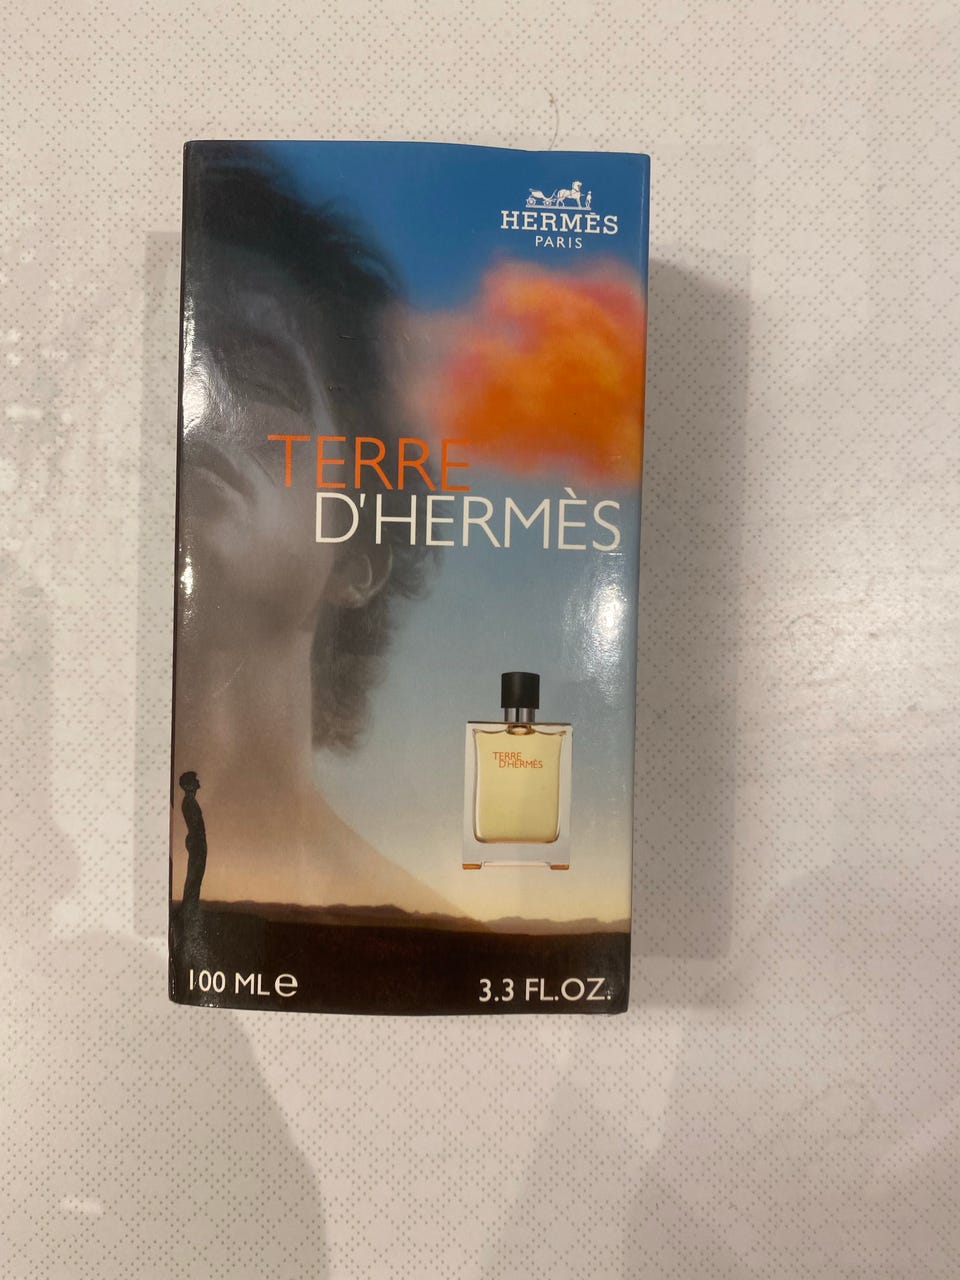 HERMÈS
PARIS
TERRE
D'HERMÈS
TERRE
D'HERMÈS
100 ML e
3.3 FL.OZ.